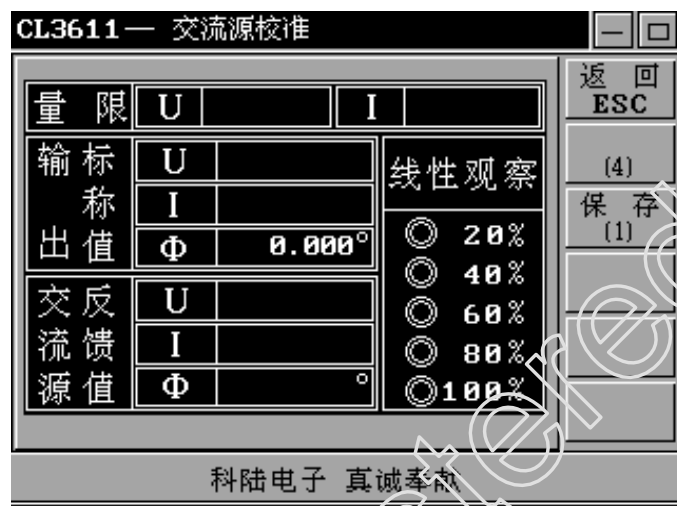 CL3611— 交流源校准
返 回
ESC
量 限 U I
(4)
输 标 U
称 I
出 值 Φ 0.000°
线性观察
20%
40%
60%
80%
100%
保 存
(1)
交 反 U
流 馈 I
源 值 Φ °
科陆电子 真诚奉献
tered